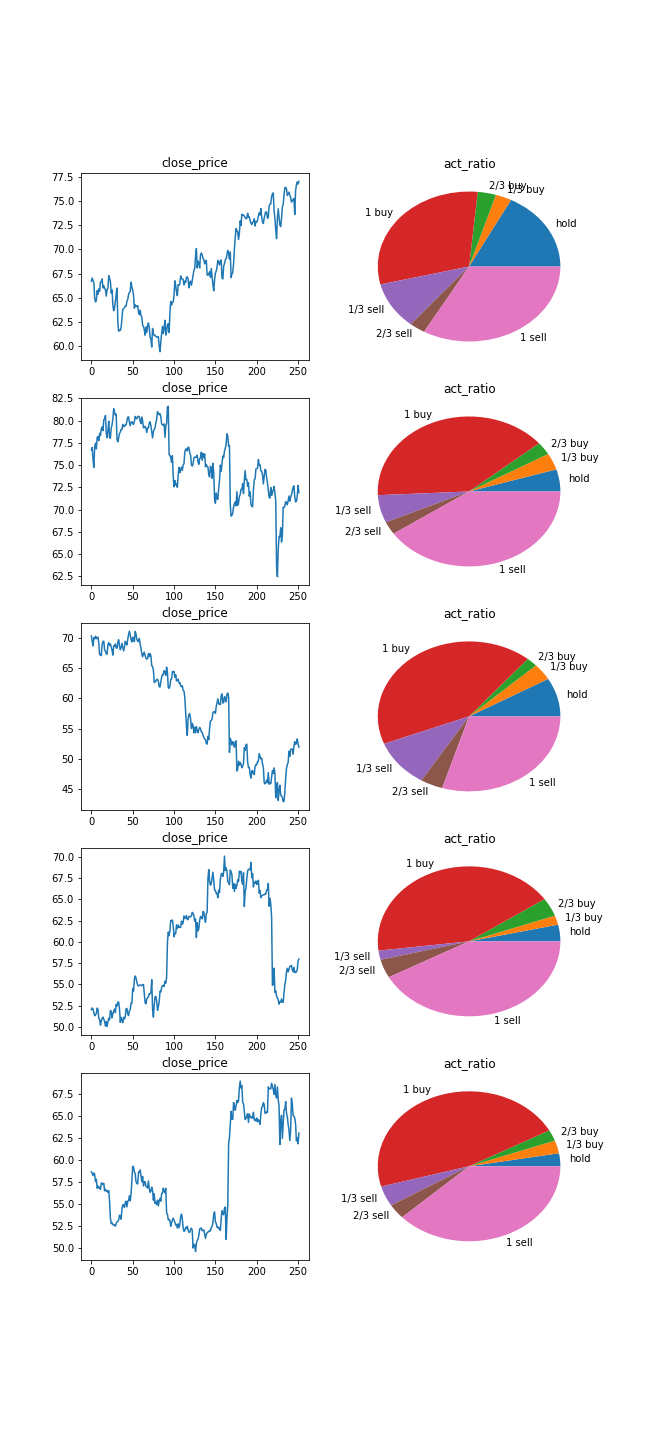 close_price
act_ratio
77.5
75.0
72.5
70.0
67.5
65.0
62.5
60.0
0 50 100 150 200 250
2/3 buy
1/3 buy
hold
1 buy
1/3 sell
2/3 sell
1 sell
close_price
act_ratio
82.5
80.0
77.5
75.0
72.5
70.0
67.5
65.0
62.5
0 50 100 150 200 250
1 buy
2/3 buy
1/3 buy
hold
1/3 sell
2/3 sell
1 sell
close_price
act_ratio
70
65
60
55
50
45
0 50 100 150 200 250
1 buy
2/3 buy
1/3 buy
hold
1/3 sell
2/3 sell
1 sell
close_price
act_ratio
70.0
67.5
65.0
62.5
60.0
57.5
55.0
52.5
50.0
0 50 100 150 200 250
1 buy
2/3 buy
1/3 buy
hold
1/3 sell
2/3 sell
1 sell
close_price
act_ratio
67.5
65.0
62.5
60.0
57.5
55.0
52.5
50.0
0 50 100 150 200 250
1 buy
2/3 buy
1/3 buy
hold
1/3 sell
2/3 sell
1 sell